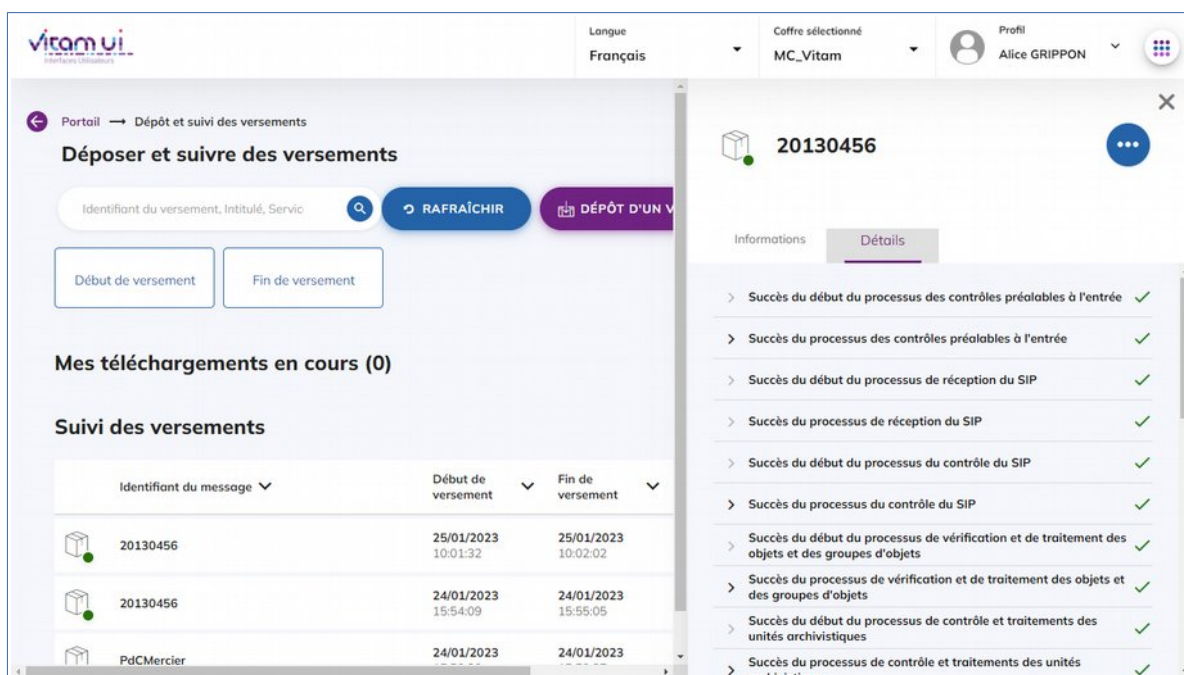 vitam ui
Interfaces Utilisateurs
Langue
Français
Coffre sélectionné
MC_Vitam
Profil
Alice GRIPPON
Portail → Dépôt et suivi des versements
Déposer et suivre des versements
Identifiant du versement, Intitulé, Servic
RAFRAÎCHIR
DÉPÔT D'UN V
Début de versement
Fin de versement
Mes téléchargements en cours (0)
Suivi des versements
Identifiant du message
Début de
versement
Fin de
versement
20130456
25/01/2023
10:01:32
25/01/2023
10:02:02
20130456
24/01/2023
15:54:09
24/01/2023
15:55:05
PdCMercier
24/01/2023
24/01/2023
20130456
Informations
Détails
Succès du début du processus des contrôles préalables à l'entrée
Succès du processus des contrôles préalables à l'entrée
Succès du début du processus de réception du SIP
Succès du processus de réception du SIP
Succès du début du processus du contrôle du SIP
Succès du processus du contrôle du SIP
Succès du début du processus de vérification et de traitement des
objets et des groupes d'objets
Succès du processus de vérification et de traitement des objets et
des groupes d'objets
Succès du début du processus de contrôle et traitements des
unités archivistiques
Succès du processus de contrôle et traitements des unités